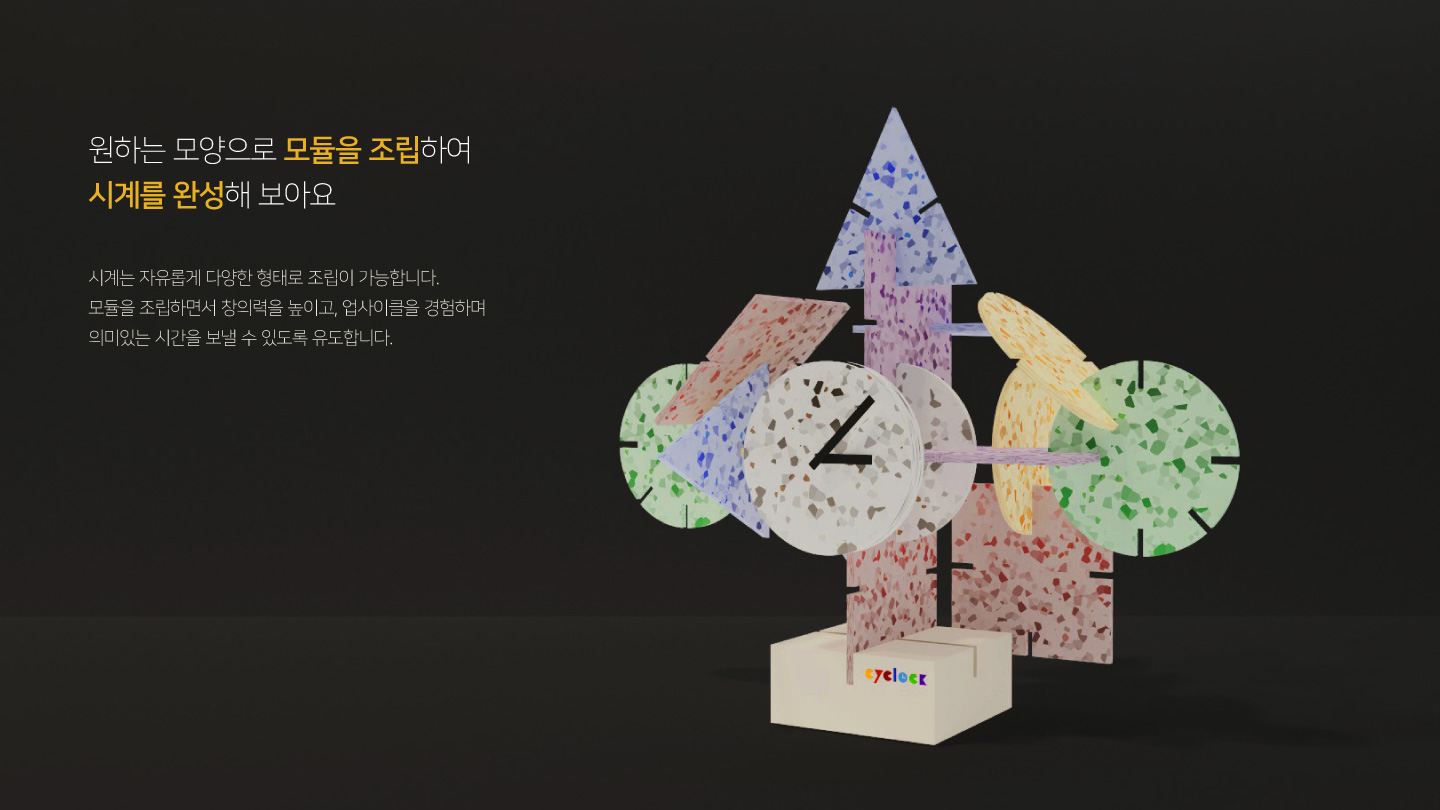 원하는 모양으로 모듈을 조립하여
시계를 완성해 보아요
시계는 자유롭게 다양한 형태로 조립이 가능합니다.
모듈을 조립하면서 창의력을 높이고, 업사이클을 경험하며
의미있는 시간을 보낼 수 있도록 유도합니다.
cyclock